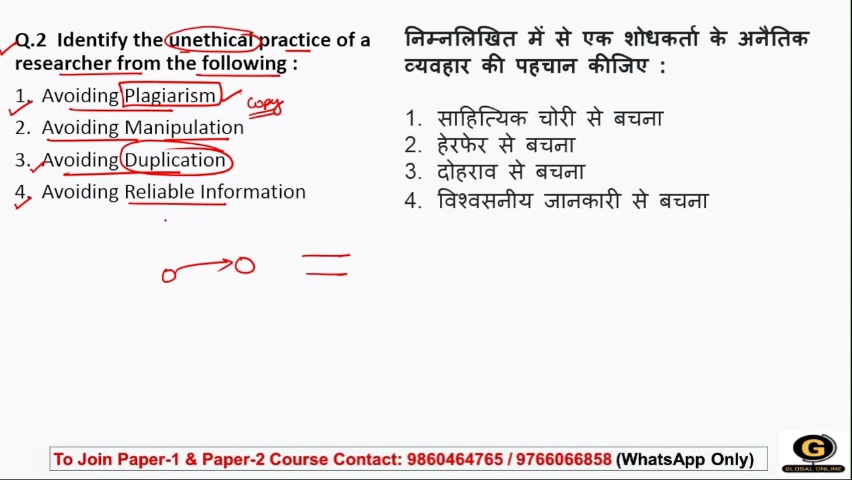 Q.2 Identify the unethical practice of a
researcher from the following :
1. Avoiding Plagiarism
copy
2. Avoiding Manipulation
3. Avoiding Duplication
4. Avoiding Reliable Information
निम्नलिखित में से एक शोधकर्ता के अनैतिक
व्यवहार की पहचान कीजिए :
1. साहित्यिक चोरी से बचना
2. हेरफेर से बचना
3. दोहराव से बचना
4. विश्वसनीय जानकारी से बचना
To Join Paper-1 & Paper-2 Course Contact: 9860464765 / 9766066858 (WhatsApp Only)
G
GLOBAL ONLINE